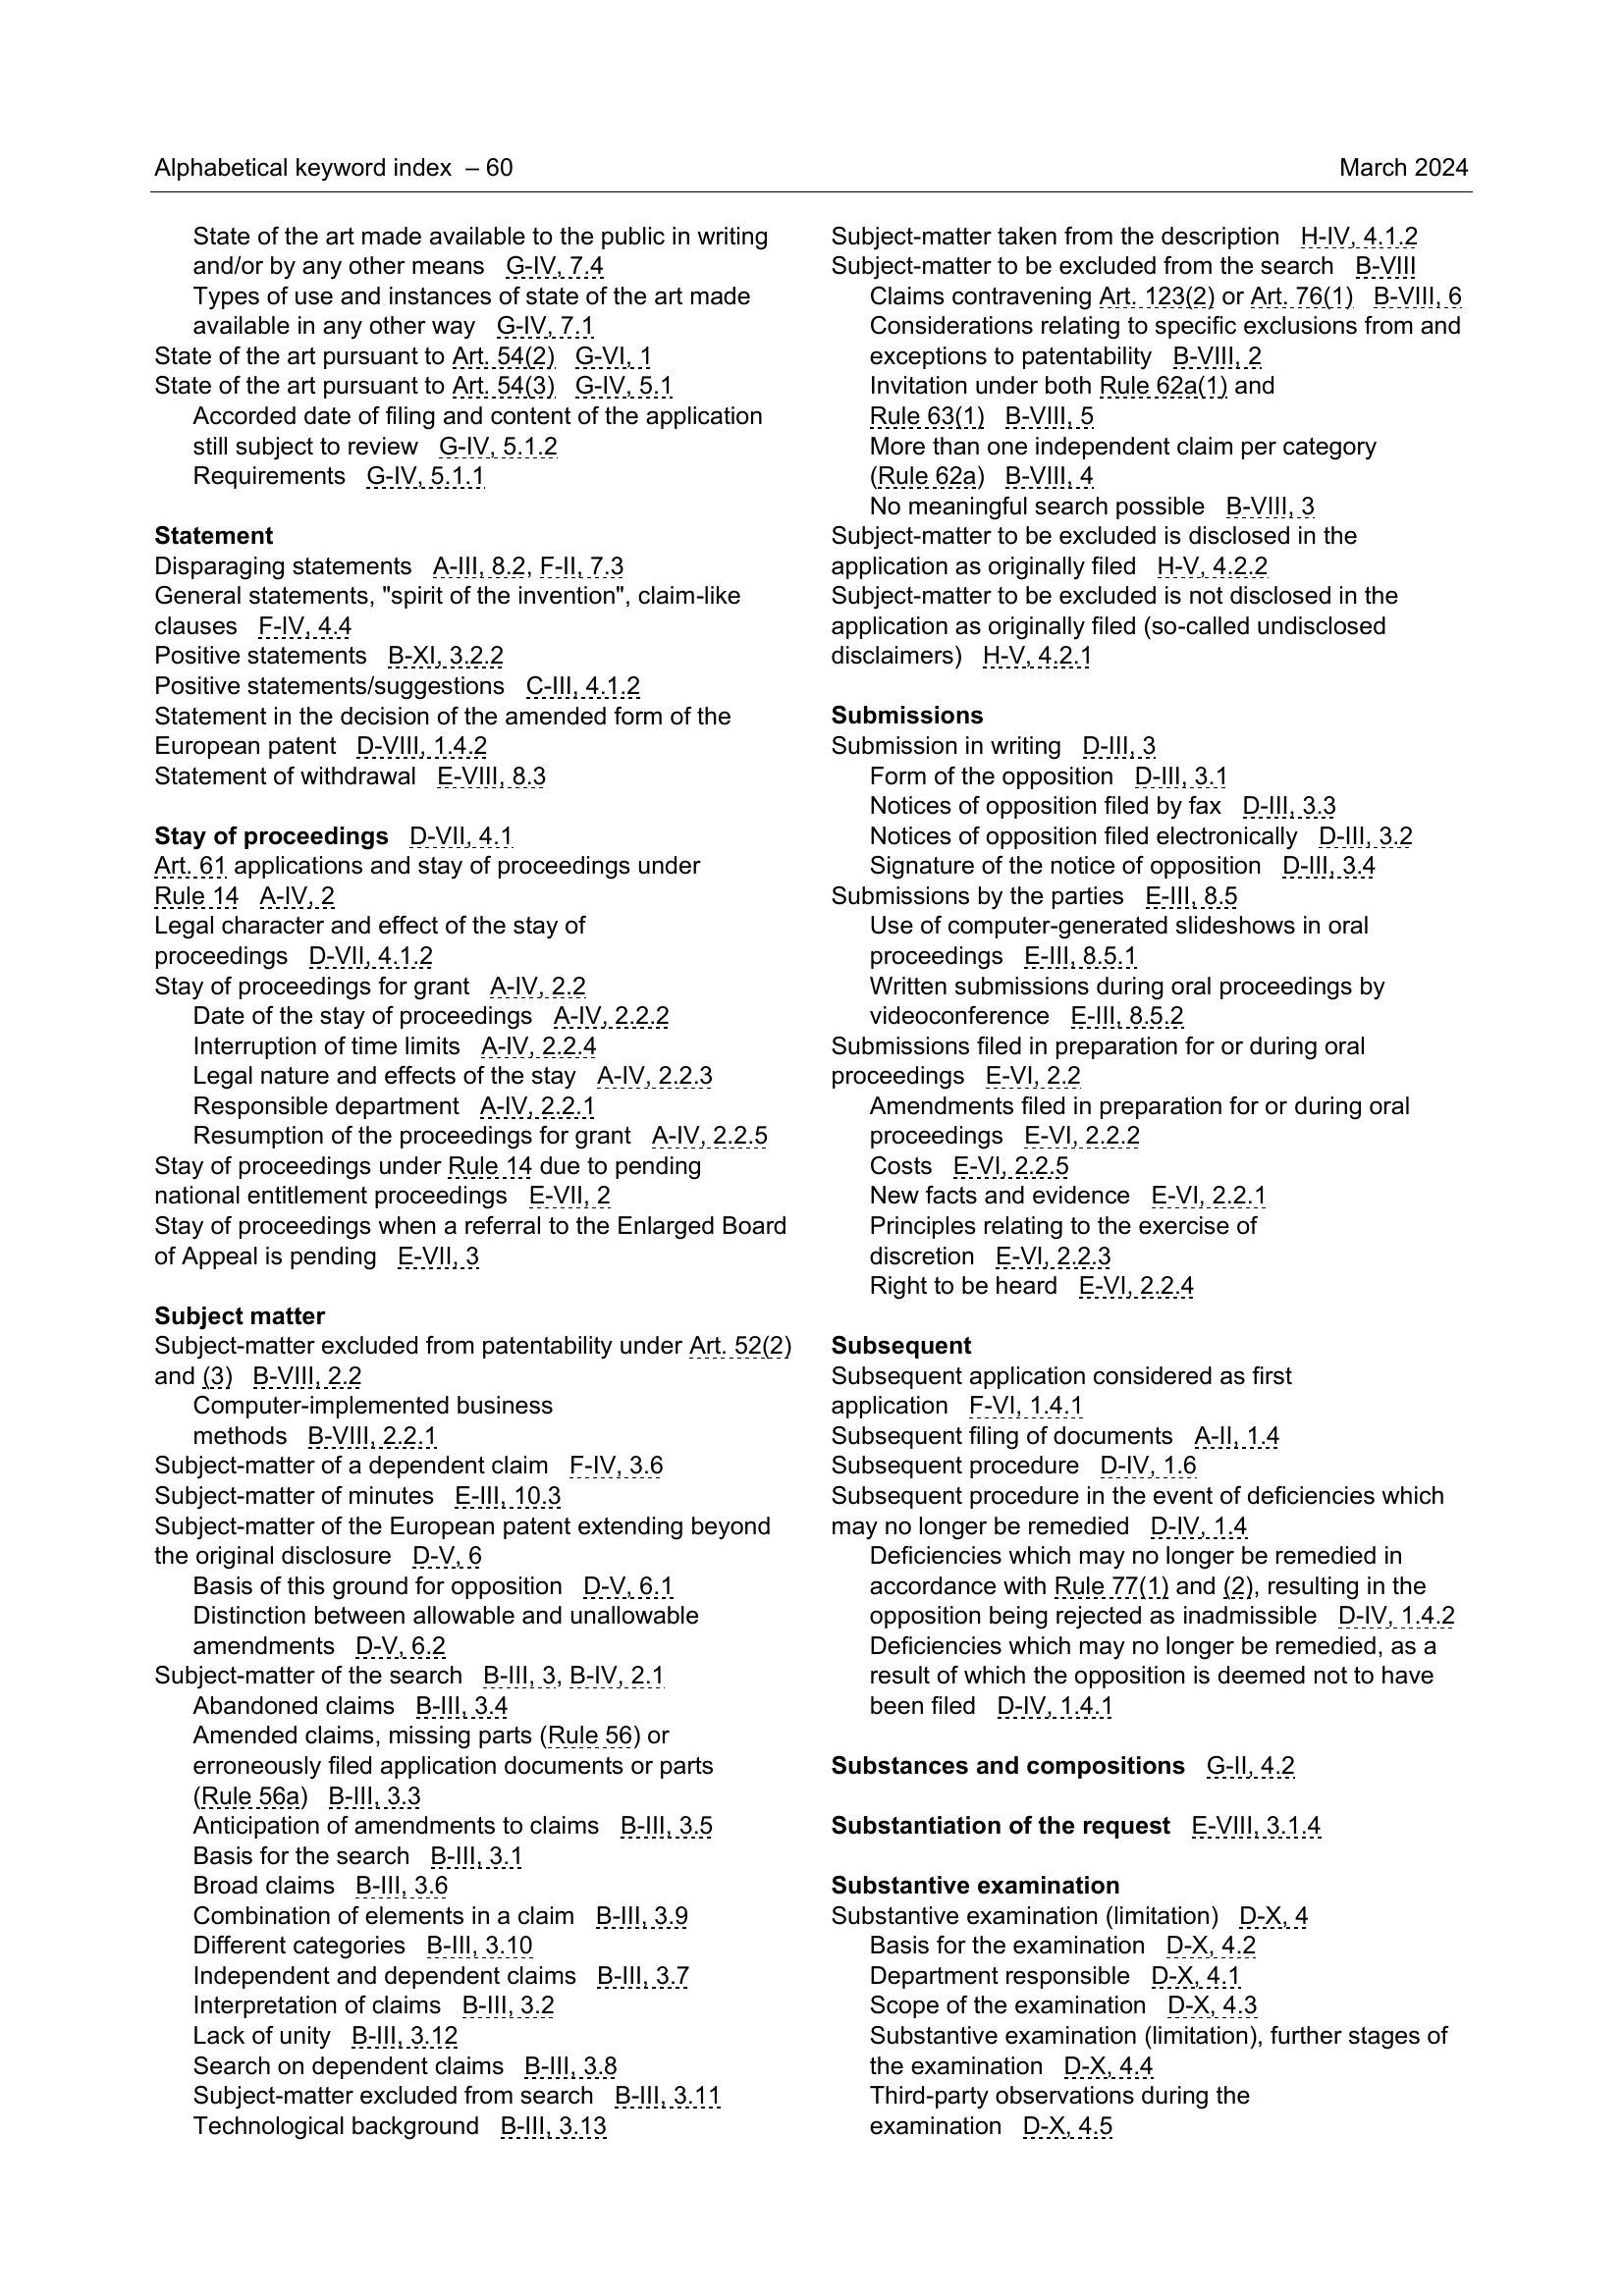 Alphabetical keyword index – 60
March 2024
State of the art made available to the public in writing
and/or by any other means G-IV, 7.4
Types of use and instances of state of the art made
available in any other way G-IV, 7.1
State of the art pursuant to Art. 54(2) G-VI, 1
State of the art pursuant to Art. 54(3) G-IV, 5.1
Accorded date of filing and content of the application
still subject to review G-IV, 5.1.2
Requirements G-IV, 5.1.1
Statement
Disparaging statements A-III, 8.2, F-II, 7.3
General statements, "spirit of the invention", claim-like
clauses F-IV, 4.4
Positive statements B-XI, 3.2.2
Positive statements/suggestions C-III, 4.1.2
Statement in the decision of the amended form of the
European patent D-VIII, 1.4.2
Statement of withdrawal E-VIII, 8.3
Stay of proceedings D-VII, 4.1
Art. 61 applications and stay of proceedings under
Rule 14 A-IV, 2
Legal character and effect of the stay of
proceedings D-VII, 4.1.2
Stay of proceedings for grant A-IV, 2.2
Date of the stay of proceedings A-IV, 2.2.2
Interruption of time limits A-IV, 2.2.4
Legal nature and effects of the stay A-IV, 2.2.3
Responsible department A-IV, 2.2.1
Resumption of the proceedings for grant A-IV, 2.2.5
Stay of proceedings under Rule 14 due to pending
national entitlement proceedings E-VII, 2
Stay of proceedings when a referral to the Enlarged Board
of Appeal is pending E-VII, 3
Subject matter
Subject-matter excluded from patentability under Art. 52(2)
and (3) B-VIII, 2.2
Computer-implemented business
methods B-VIII, 2.2.1
Subject-matter of a dependent claim F-IV, 3.6
Subject-matter of minutes E-III, 10.3
Subject-matter of the European patent extending beyond
the original disclosure D-V, 6
Basis of this ground for opposition D-V, 6.1
Distinction between allowable and unallowable
amendments D-V, 6.2
Subject-matter of the search B-III, 3, B-IV, 2.1
Abandoned claims B-III, 3.4
Amended claims, missing parts (Rule 56) or
erroneously filed application documents or parts
(Rule 56a) B-III, 3.3
Anticipation of amendments to claims B-III, 3.5
Basis for the search B-III, 3.1
Broad claims B-III, 3.6
Combination of elements in a claim B-III, 3.9
Different categories B-III, 3.10
Independent and dependent claims B-III, 3.7
Interpretation of claims B-III, 3.2
Lack of unity B-III, 3.12
Search on dependent claims B-III, 3.8
Subject-matter excluded from search B-III, 3.11
Technological background B-III, 3.13
Subject-matter taken from the description H-IV, 4.1.2
Subject-matter to be excluded from the search B-VIII
Claims contravening Art. 123(2) or Art. 76(1) B-VIII, 6
Considerations relating to specific exclusions from and
exceptions to patentability B-VIII, 2
Invitation under both Rule 62a(1) and
Rule 63(1) B-VIII, 5
More than one independent claim per category
(Rule 62a) B-VIII, 4
No meaningful search possible B-VIII, 3
Subject-matter to be excluded is disclosed in the
application as originally filed H-V, 4.2.2
Subject-matter to be excluded is not disclosed in the
application as originally filed (so-called undisclosed
disclaimers) H-V, 4.2.1
Submissions
Submission in writing D-III, 3
Form of the opposition D-III, 3.1
Notices of opposition filed by fax D-III, 3.3
Notices of opposition filed electronically D-III, 3.2
Signature of the notice of opposition D-III, 3.4
Submissions by the parties E-III, 8.5
Use of computer-generated slideshows in oral
proceedings E-III, 8.5.1
Written submissions during oral proceedings by
videoconference E-III, 8.5.2
Submissions filed in preparation for or during oral
proceedings E-VI, 2.2
Amendments filed in preparation for or during oral
proceedings E-VI, 2.2.2
Costs E-VI, 2.2.5
New facts and evidence E-VI, 2.2.1
Principles relating to the exercise of
discretion E-VI, 2.2.3
Right to be heard E-VI, 2.2.4
Subsequent
Subsequent application considered as first
application F-VI, 1.4.1
Subsequent filing of documents A-II, 1.4
Subsequent procedure D-IV, 1.6
Subsequent procedure in the event of deficiencies which
may no longer be remedied D-IV, 1.4
Deficiencies which may no longer be remedied in
accordance with Rule 77(1) and (2), resulting in the
opposition being rejected as inadmissible D-IV, 1.4.2
Deficiencies which may no longer be remedied, as a
result of which the opposition is deemed not to have
been filed D-IV, 1.4.1
Substances and compositions G-II, 4.2
Substantiation of the request E-VIII, 3.1.4
Substantive examination
Substantive examination (limitation) D-X, 4
Basis for the examination D-X, 4.2
Department responsible D-X, 4.1
Scope of the examination D-X, 4.3
Substantive examination (limitation), further stages of
the examination D-X, 4.4
Third-party observations during the
examination D-X, 4.5